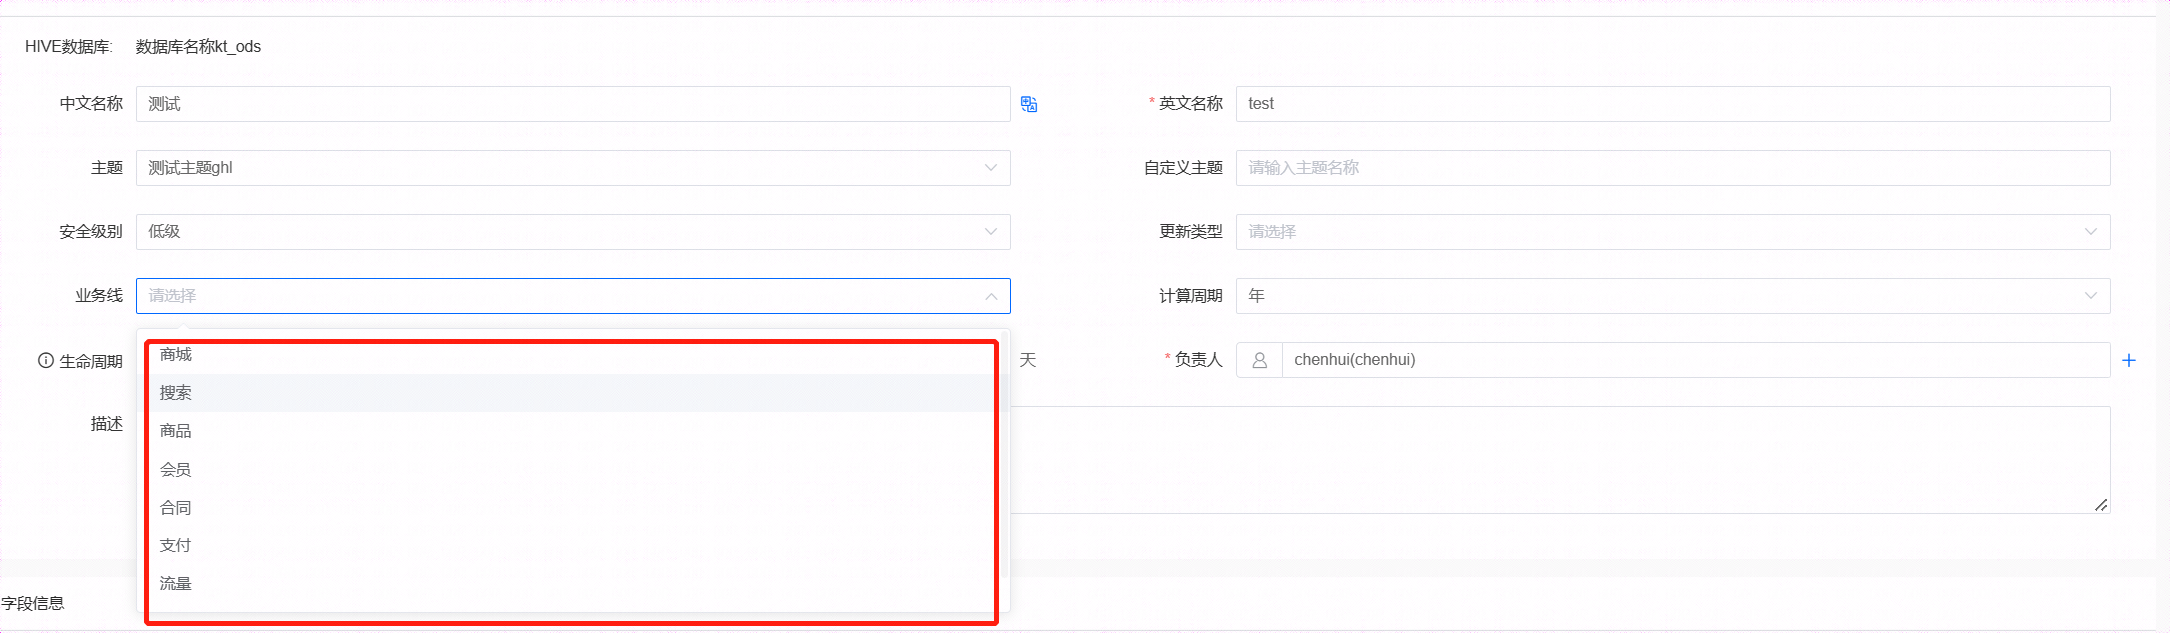 HIVE数据库: 数据库名称kt_ods
中文名称 测试 * 英文名称 test
主题 测试主题ghl 自定义主题 请输入主题名称
安全级别 低级 更新类型 请选择
业务线 请选择 计算周期 年
生命周期 天 * 负责人 chenhui(chenhui)
描述
商城
搜索
商品
会员
合同
支付
流量
字段信息